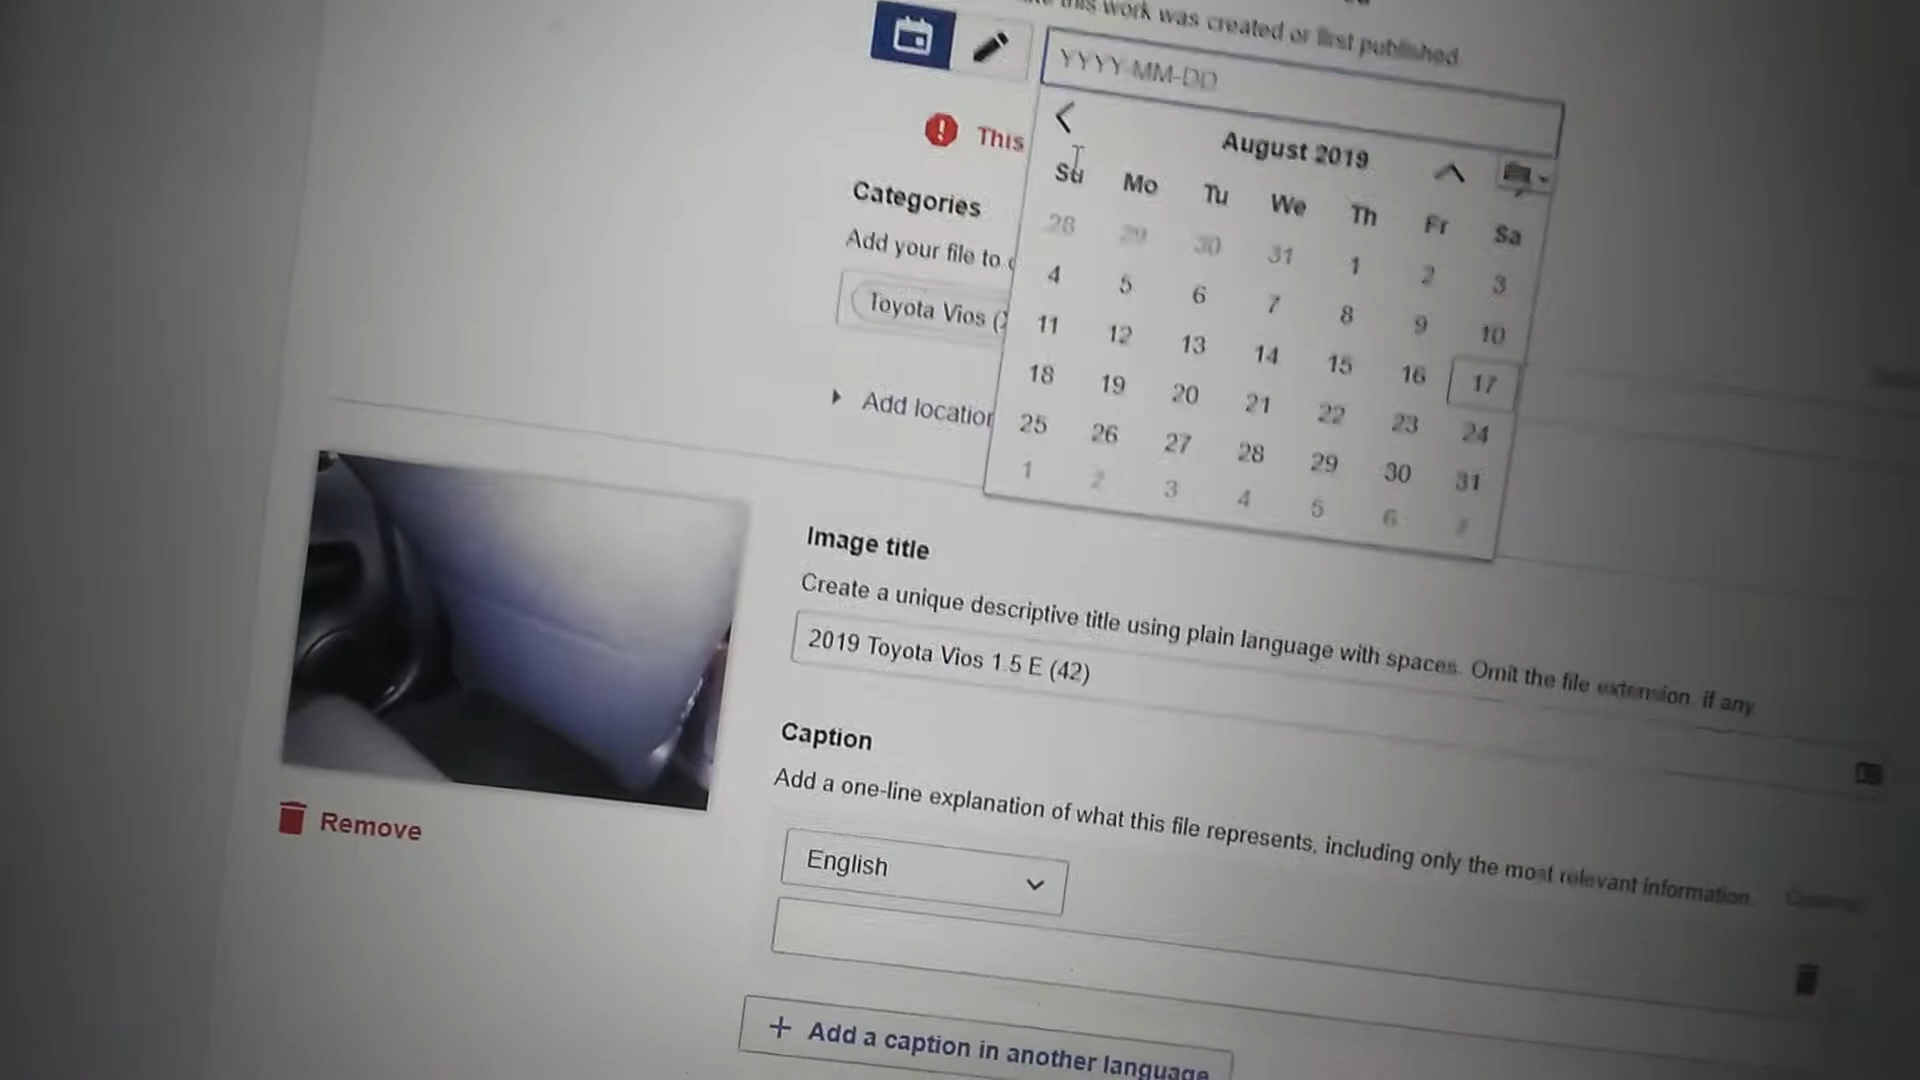 this work was created or first published
YYYY-MM-DD
This
August 2019
Su Mo Tu We Th Fr Sa
28 29 30 31 1 2 3
4 5 6 7 8 9 10
11 12 13 14 15 16 17
18 19 20 21 22 23 24
25 26 27 28 29 30 31
1 2 3 4 5 6 7
Categories
Add your file to
Toyota Vios (
Add location
Image title
Create a unique descriptive title using plain language with spaces. Omit the file extension, if any
2019 Toyota Vios 1.5 E (42)
Remove
Caption
Add a one-line explanation of what this file represents, including only the most relevant information.
English
+ Add a caption in another language